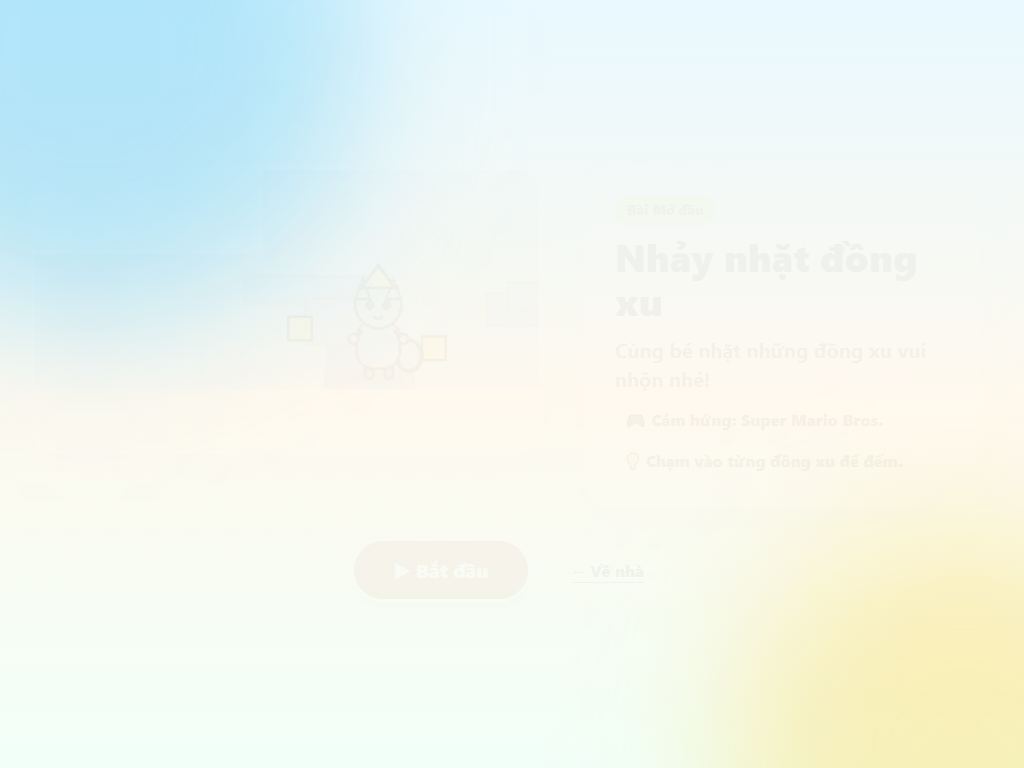 Bài Mở đầu
Nhảy nhặt đồng
xu
Cùng bé nhặt những đồng xu vui
nhộn nhé!
🎮 Cảm hứng: Super Mario Bros.
💡 Chạm vào từng đồng xu để đếm.
▶ Bắt đầu
← Về nhà